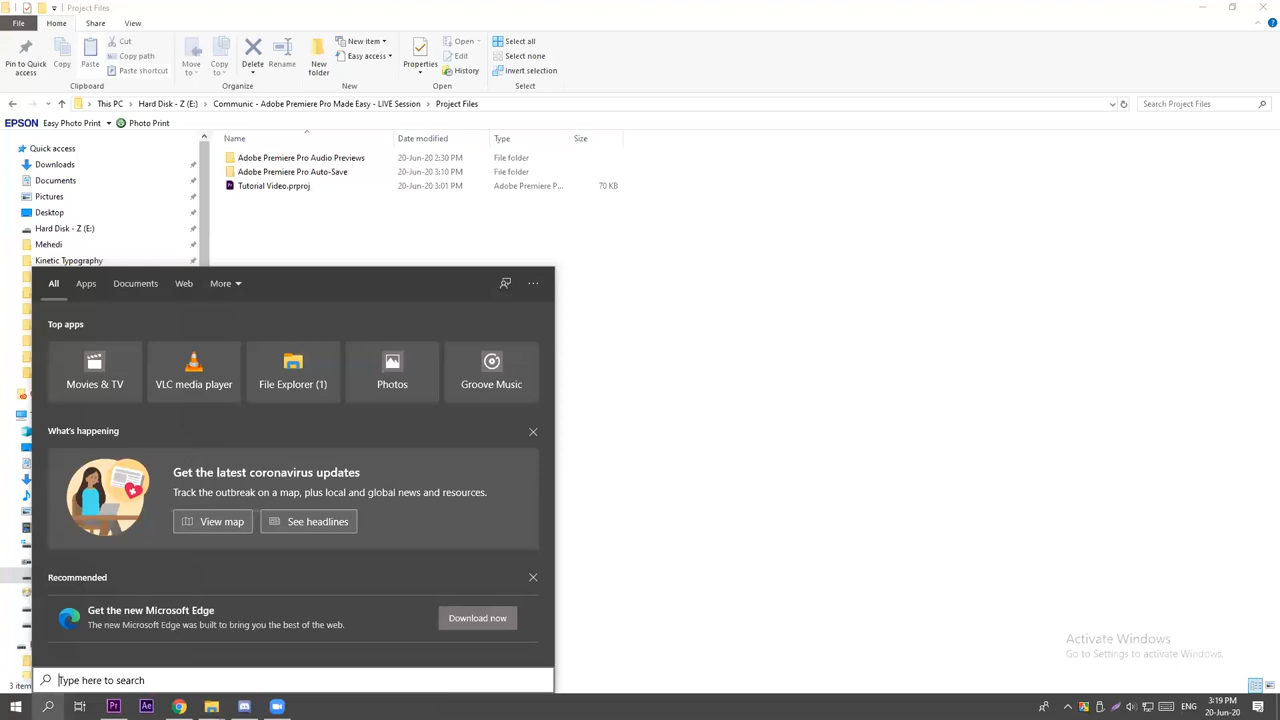 Project Files
File Home Share View
Pin to Quick access
Copy
Paste
Cut
Copy path
Paste shortcut
Clipboard
Move to
Copy to
Delete
Rename
Organize
New folder
New item
Easy access
New
Properties
Open
Edit
History
Open
Select all
Select none
Invert selection
Select
This PC Hard Disk - Z (E:) Communic - Adobe Premiere Pro Made Easy - LIVE Session Project Files
Search Project Files
EPSON Easy Photo Print Photo Print
Name Date modified Type Size
Adobe Premiere Pro Audio Previews 20-Jun-20 2:30 PM File folder
Adobe Premiere Pro Auto-Save 20-Jun-20 3:10 PM File folder
Tutorial Video.prproj 20-Jun-20 3:01 PM Adobe Premiere P... 70 KB
Quick access
Downloads
Documents
Pictures
Desktop
Hard Disk - Z (E:)
Mehedi
Kinetic Typography
All Apps Documents Web More
Top apps
Movies & TV
VLC media player
File Explorer (1)
Photos
Groove Music
What's happening
Get the latest coronavirus updates
Track the outbreak on a map, plus local and global news and resources.
View map See headlines
Recommended
Get the new Microsoft Edge
The new Microsoft Edge was built to bring you the best of the web.
Download now
Activate Windows
Go to Settings to activate Windows.
Type here to search
3 item
Pr Ae
ENG
3:19 PM
20-Jun-20